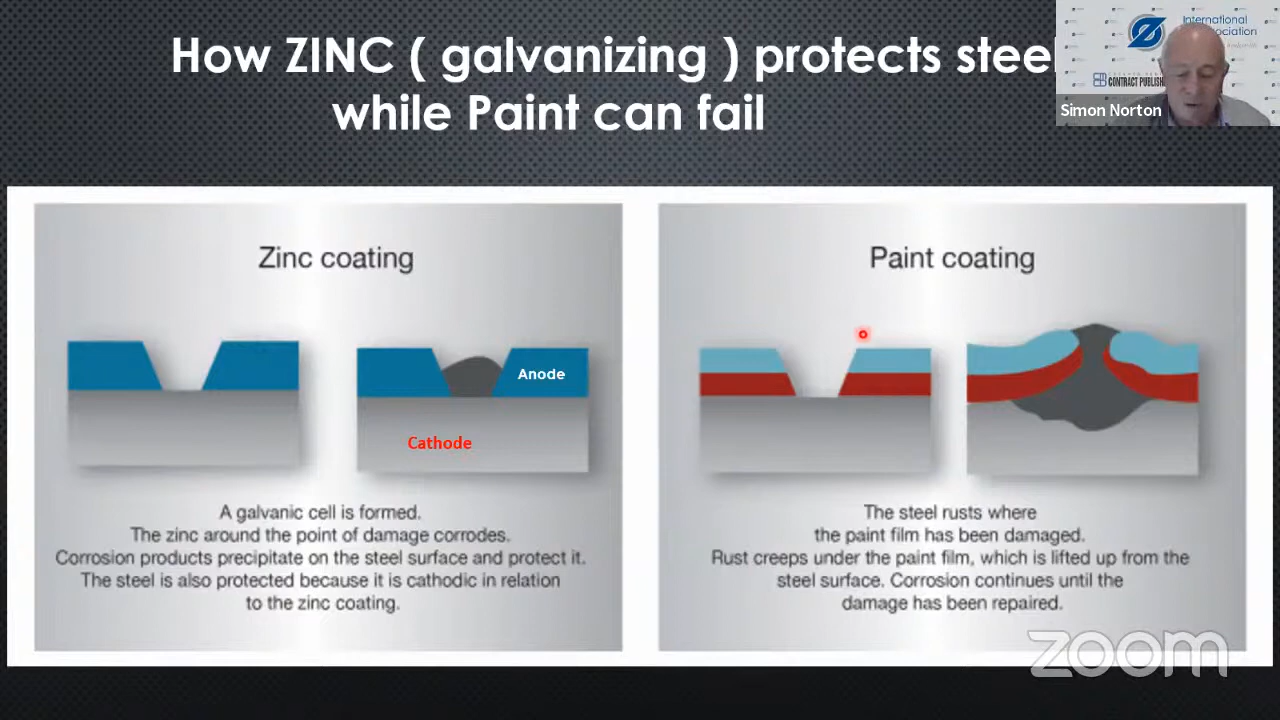 How ZINC ( galvanizing ) protects steel
while Paint can fail
International
CONTRACT PUBLISH
Simon Norton
Zinc coating
Anode
Cathode
A galvanic cell is formed.
The zinc around the point of damage corrodes.
Corrosion products precipitate on the steel surface and protect it.
The steel is also protected because it is cathodic in relation
to the zinc coating.
Paint coating
The steel rusts where
the paint film has been damaged.
Rust creeps under the paint film, which is lifted up from the
steel surface. Corrosion continues until the
damage has been repaired.
zoom